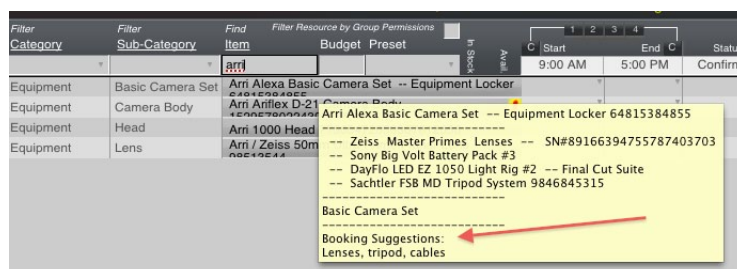 Filter Filter Find Filter Resource by Group Permissions 1 2 3 4
Category Sub-Category Item Budget Preset In Stock Avail. C Start End C Statu
arri 9:00 AM 5:00 PM Confirm
Equipment Basic Camera Set Arri Alexa Basic Camera Set -- Equipment Locker
64815384855
Equipment Camera Body Arri Ariflex D-21 Camera Body
Equipment Head Arri 1000 Head
Equipment Lens Arri / Zeiss 50m
98513544
Arri Alexa Basic Camera Set -- Equipment Locker 64815384855
----------------------------
-- Zeiss Master Primes Lenses -- SN#89166394755787403703
-- Sony Big Volt Battery Pack #3
-- DayFlo LED EZ 1050 Light Rig #2 -- Final Cut Suite
-- Sachtler FSB MD Tripod System 9846845315
----------------------------
Basic Camera Set
----------------------------
Booking Suggestions:
Lenses, tripod, cables